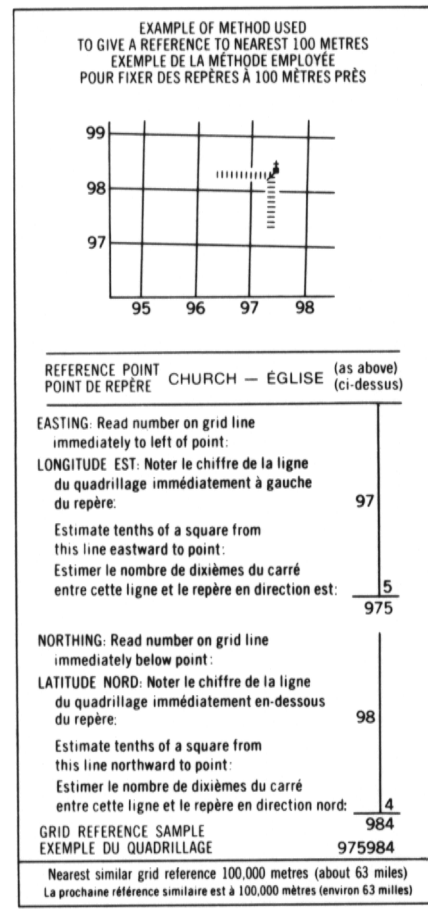 EXAMPLE OF METHOD USED
TO GIVE A REFERENCE TO NEAREST 100 METRES
EXEMPLE DE LA MÉTHODE EMPLOYÉE
POUR FIXER DES REPÈRES À 100 MÈTRES PRÈS
99
98
97
95 96 97 98
REFERENCE POINT
POINT DE REPÈRE
CHURCH — ÉGLISE
(as above)
(ci-dessus)
EASTING: Read number on grid line
immediately to left of point:
LONGITUDE EST: Noter le chiffre de la ligne
du quadrillage immédiatement à gauche
du repère: 97
Estimate tenths of a square from
this line eastward to point:
Estimer le nombre de dixièmes du carré
entre cette ligne et le repère en direction est: 5
975
NORTHING: Read number on grid line
immediately below point:
LATITUDE NORD: Noter le chiffre de la ligne
du quadrillage immédiatement en-dessous
du repère: 98
Estimate tenths of a square from
this line northward to point:
Estimer le nombre de dixièmes du carré
entre cette ligne et le repère en direction nord: 4
984
GRID REFERENCE SAMPLE
EXEMPLE DU QUADRILLAGE 975984
Nearest similar grid reference 100,000 metres (about 63 miles)
La prochaine référence similaire est à 100,000 mètres (environ 63 milles)